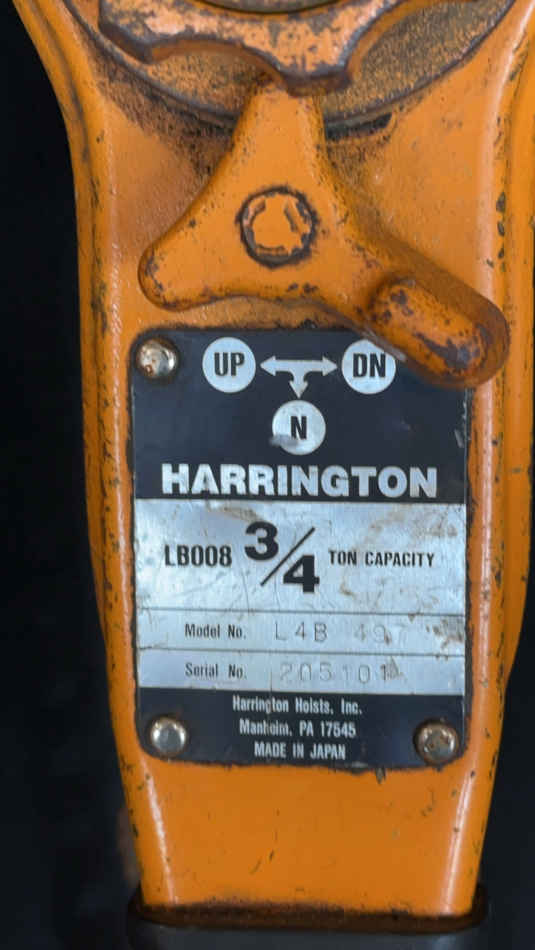 UP DN
N
HARRINGTON
LB008 3/4 TON CAPACITY
Model No. L4B 497
Serial No. 205101
Harrington Hoists, Inc.
Manheim, PA 17545
MADE IN JAPAN